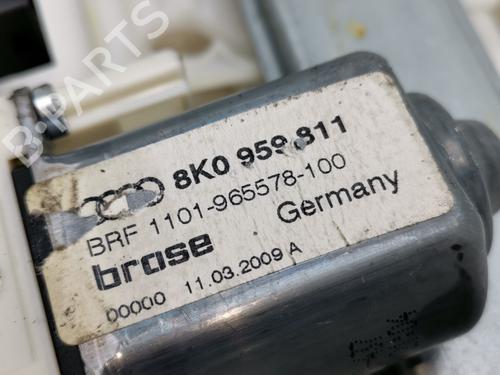 B-PARTS
8K0 959 811
BRF 1101-965578-100
brose Germany
00000 11.03.2009 A